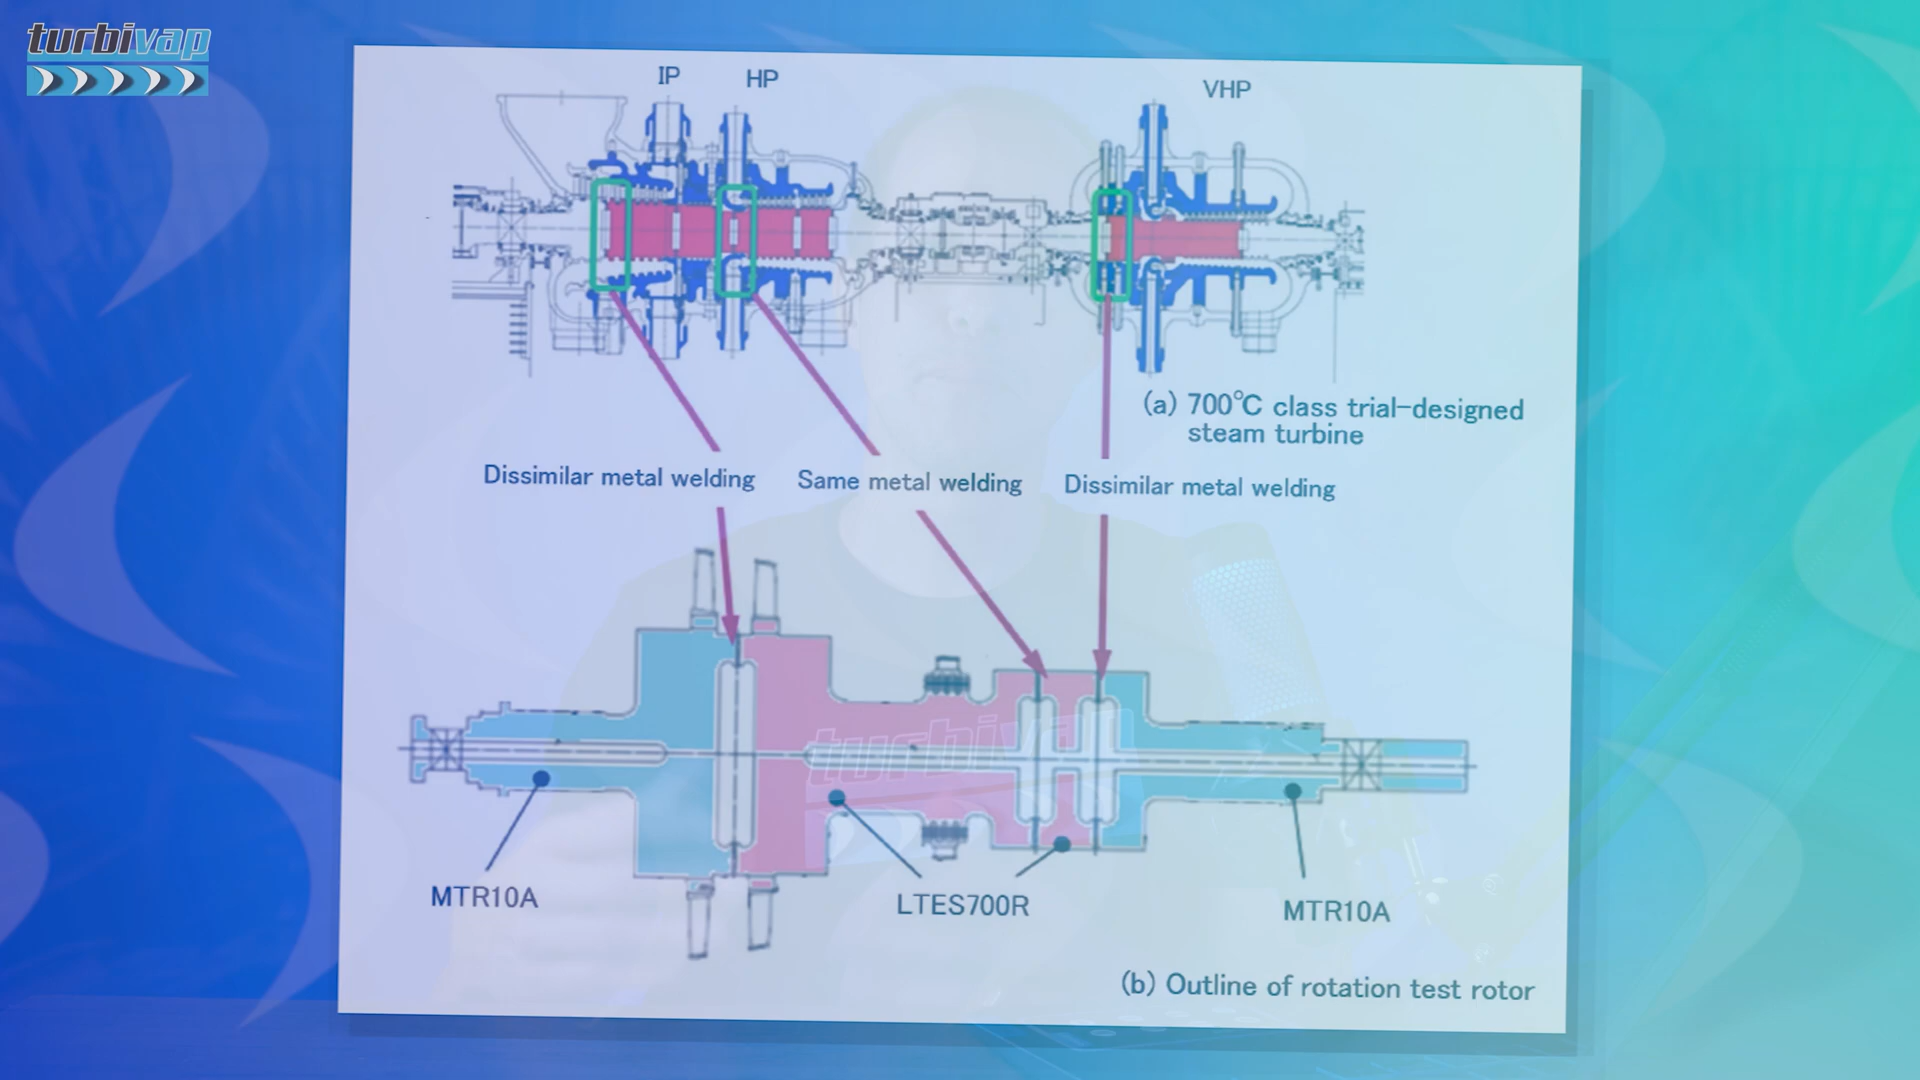 turbivap
IP
HP
VHP
(a) 700℃ class trial-designed
steam turbine
Dissimilar metal welding
Same metal welding
Dissimilar metal welding
turbiva
MTR10A
LTES700R
MTR10A
(b) Outline of rotation test rotor